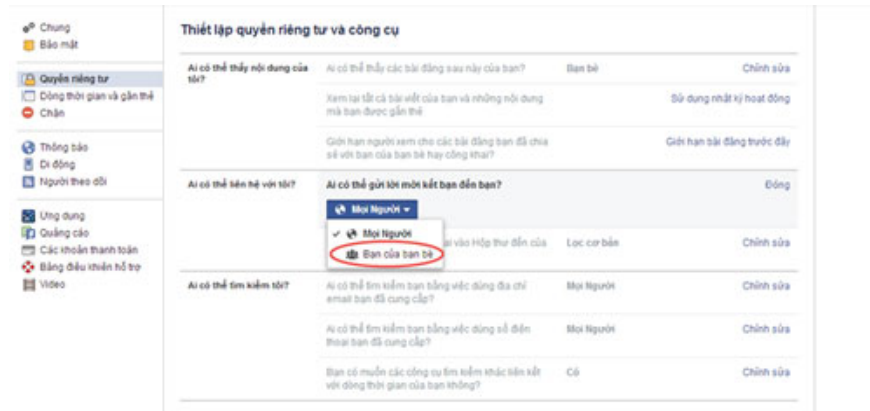 Chung
Bảo mật
Quyền riêng tư
Dòng thời gian và gắn thẻ
Chặn
Thông báo
Di động
Người theo dõi
Ứng dụng
Quảng cáo
Các khoản thanh toán
Bảng điều khiển hỗ trợ
Video
Thiết lập quyền riêng tư và công cụ
Ai có thể thấy nội dung của
tôi?
Ai có thể thấy các bài đăng sau này của bạn?
Bạn bè
Chỉnh sửa
Xem lại tất cả bài viết của bạn và những nội dung
mà bạn được gắn thẻ
Sử dụng nhật ký hoạt động
Giới hạn người xem cho các bài đăng bạn đã chia
sẻ với bạn của bạn bè hay công khai?
Giới hạn bài đăng trước đây
Ai có thể liên hệ với tôi?
Ai có thể gửi lời mời kết bạn đến bạn?
Đóng
Mọi Người
Mọi Người
Bạn của bạn bè
ai vào Hộp thư đến của
Lọc cơ bản
Chỉnh sửa
Ai có thể tìm kiếm tôi?
Ai có thể tìm kiếm bạn bằng việc dùng địa chỉ
email bạn đã cung cấp?
Mọi Người
Chỉnh sửa
Ai có thể tìm kiếm bạn bằng việc dùng số điện
thoại bạn đã cung cấp?
Mọi Người
Chỉnh sửa
Bạn có muốn các công cụ tìm kiếm khác liên kết
với dòng thời gian của bạn không?
Có
Chỉnh sửa